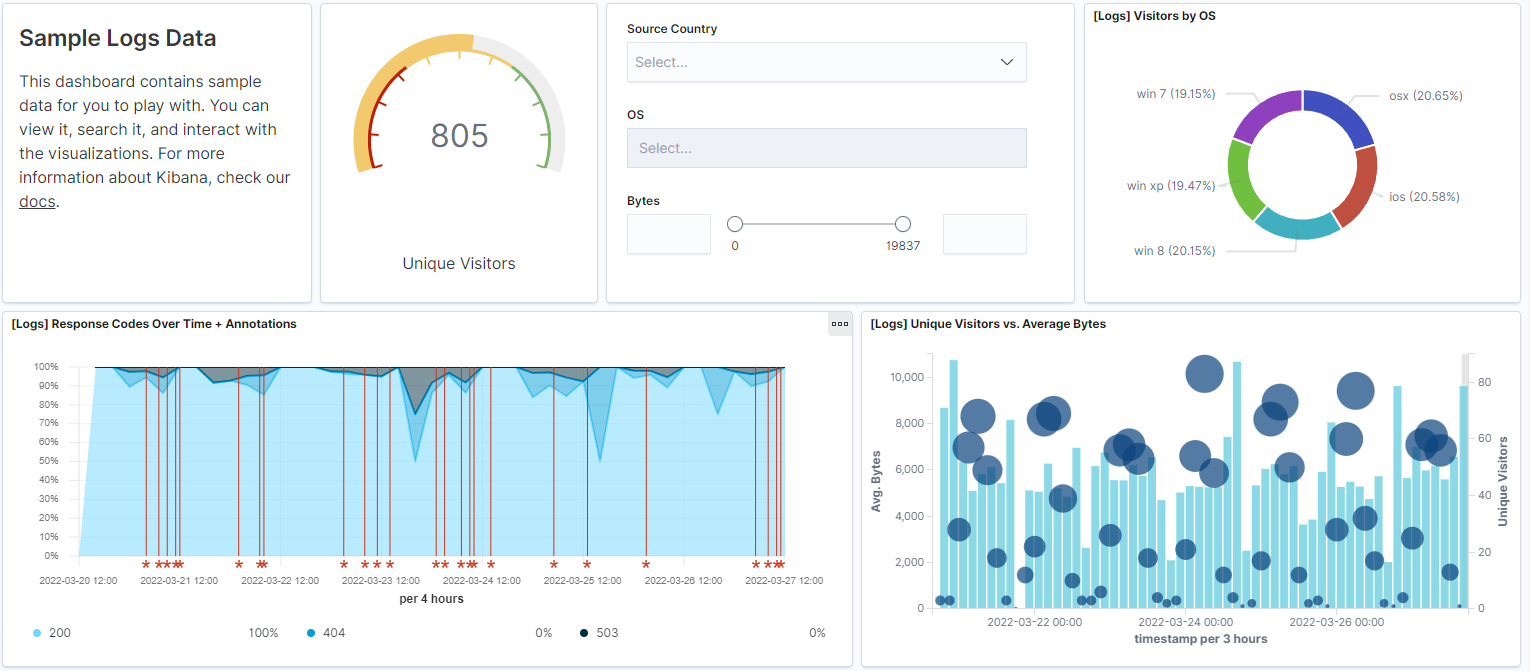 Sample Logs Data
This dashboard contains sample
data for you to play with. You can
view it, search it, and interact with
the visualizations. For more
information about Kibana, check our
docs.
805
Unique Visitors
Source Country
Select...
OS
Select...
Bytes
0
19837
[Logs] Visitors by OS
win 7 (19.15%)
osx (20.65%)
win xp (19.47%)
ios (20.58%)
win 8 (20.15%)
[Logs] Response Codes Over Time + Annotations
100%
90%
80%
70%
60%
50%
40%
30%
20%
10%
0%
2022-03-20 12:00 2022-03-21 12:00 2022-03-22 12:00 2022-03-23 12:00 2022-03-24 12:00 2022-03-25 12:00 2022-03-26 12:00 2022-03-27 12:00
per 4 hours
200 100% 404 0% 503 0%
[Logs] Unique Visitors vs. Average Bytes
Avg. Bytes
10,000
8,000
6,000
4,000
2,000
0
80
60
40
20
0
Unique Visitors
2022-03-22 00:00 2022-03-24 00:00 2022-03-26 00:00
timestamp per 3 hours